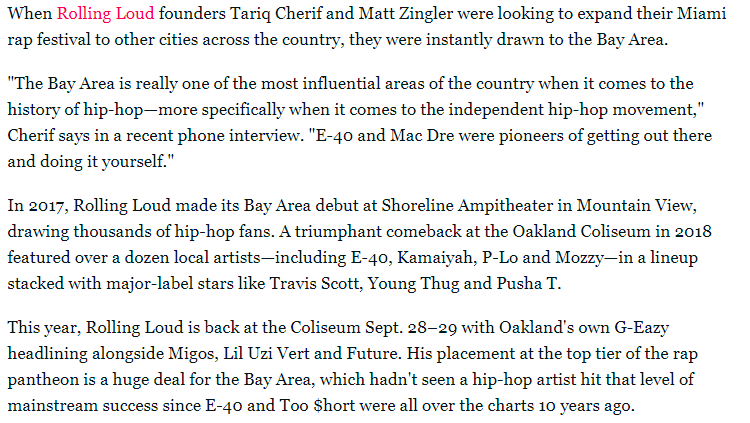 When Rolling Loud founders Tariq Cherif and Matt Zingler were looking to expand their Miami
rap festival to other cities across the country, they were instantly drawn to the Bay Area.
"The Bay Area is really one of the most influential areas of the country when it comes to the
history of hip-hop—more specifically when it comes to the independent hip-hop movement,"
Cherif says in a recent phone interview. "E-40 and Mac Dre were pioneers of getting out there
and doing it yourself."
In 2017, Rolling Loud made its Bay Area debut at Shoreline Ampitheater in Mountain View,
drawing thousands of hip-hop fans. A triumphant comeback at the Oakland Coliseum in 2018
featured over a dozen local artists—including E-40, Kamaiyah, P-Lo and Mozzy—in a lineup
stacked with major-label stars like Travis Scott, Young Thug and Pusha T.
This year, Rolling Loud is back at the Coliseum Sept. 28–29 with Oakland's own G-Eazy
headlining alongside Migos, Lil Uzi Vert and Future. His placement at the top tier of the rap
pantheon is a huge deal for the Bay Area, which hadn't seen a hip-hop artist hit that level of
mainstream success since E-40 and Too $hort were all over the charts 10 years ago.